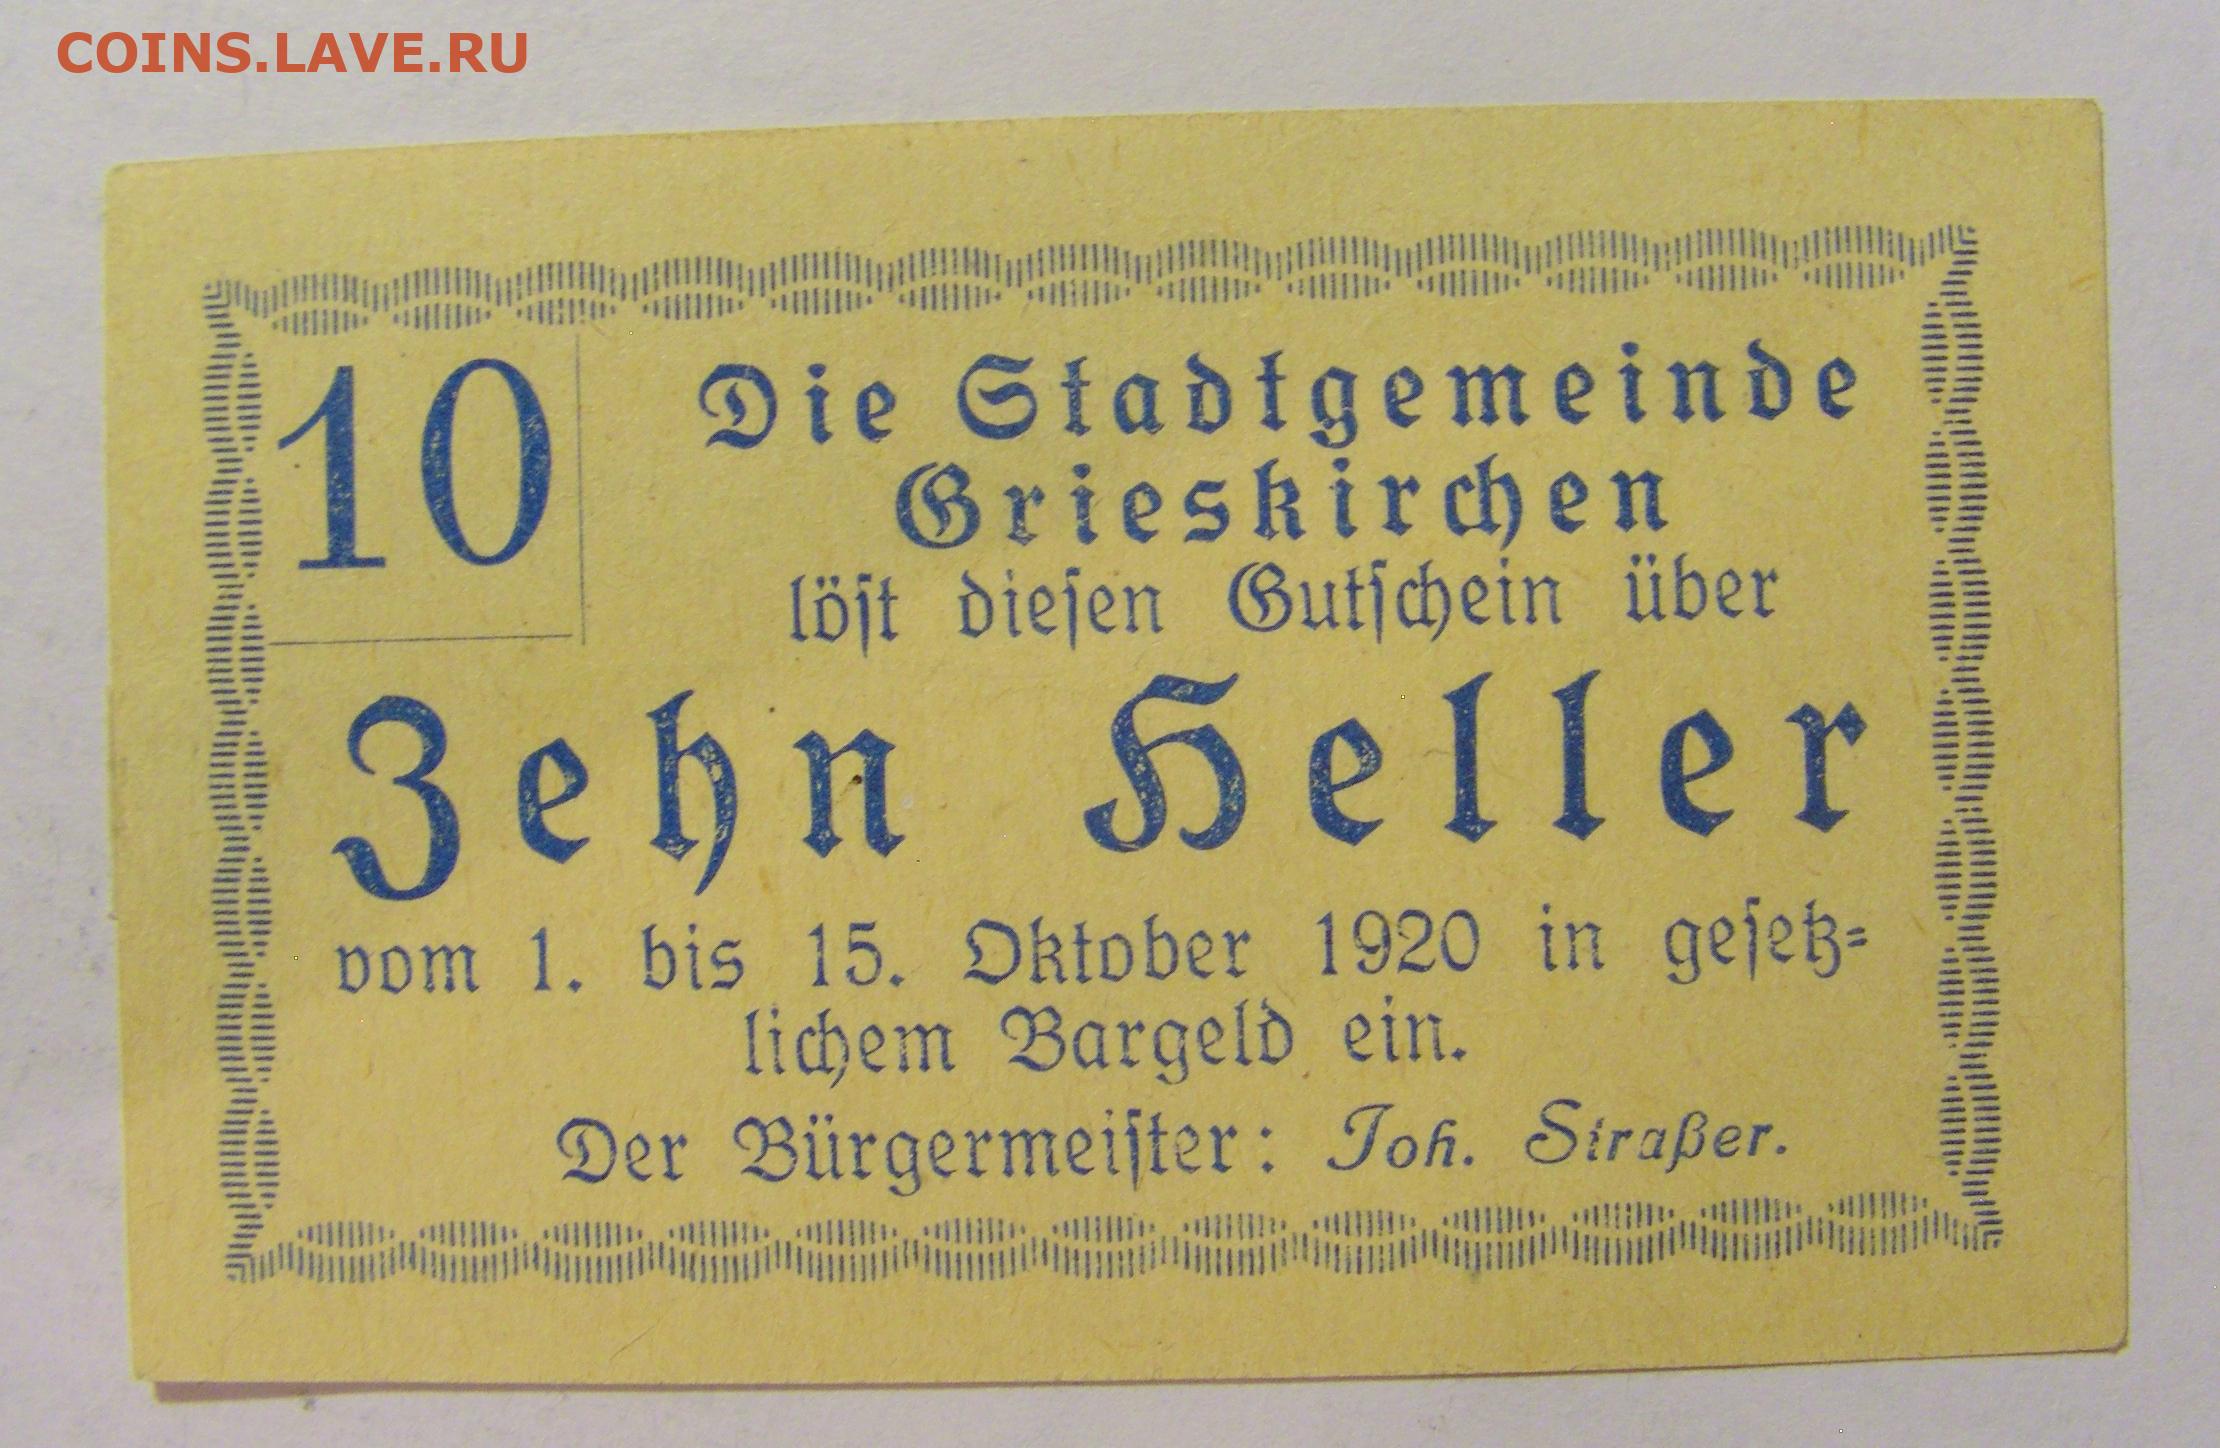 COINS.LAVE.RU
10
Die Stadtgemeinde
Grieskirchen
löst diesen Gutschein über
Zehn Heller
vom 1. bis 15. Oktober 1920 in gesetz=
lichem Bargeld ein.
Der Bürgermeister: Joh. Straßer.